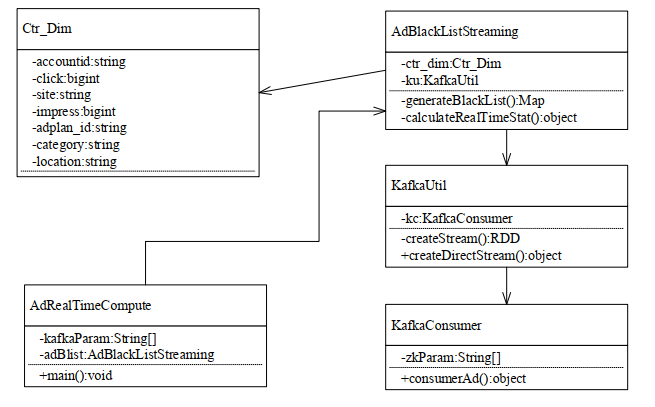 Ctr_Dim
-accountid:string
-click:bigint
-site:string
-impress:bigint
-adplan_id:string
-category:string
-location:string
AdBlackListStreaming
-ctr_dim:Ctr_Dim
-ku:KafkaUtil
-generateBlackList():Map
-calculateRealTimeStat():object
KafkaUtil
-kc:KafkaConsumer
-createStream():RDD
+createDirectStream():object
AdRealTimeCompute
-kafkaParam:String[]
-adBlist:AdBlackListStreaming
+main():void
KafkaConsumer
-zkParam:String[]
+consumerAd():object